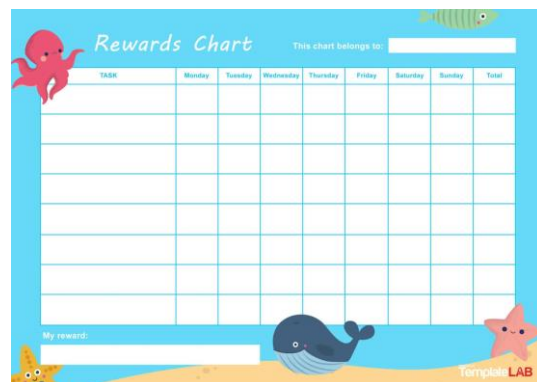 Rewards Chart
This chart belongs to:
TASK Monday Tuesday Wednesday Thursday Friday Saturday Sunday Total
My reward:
TemplateLAB